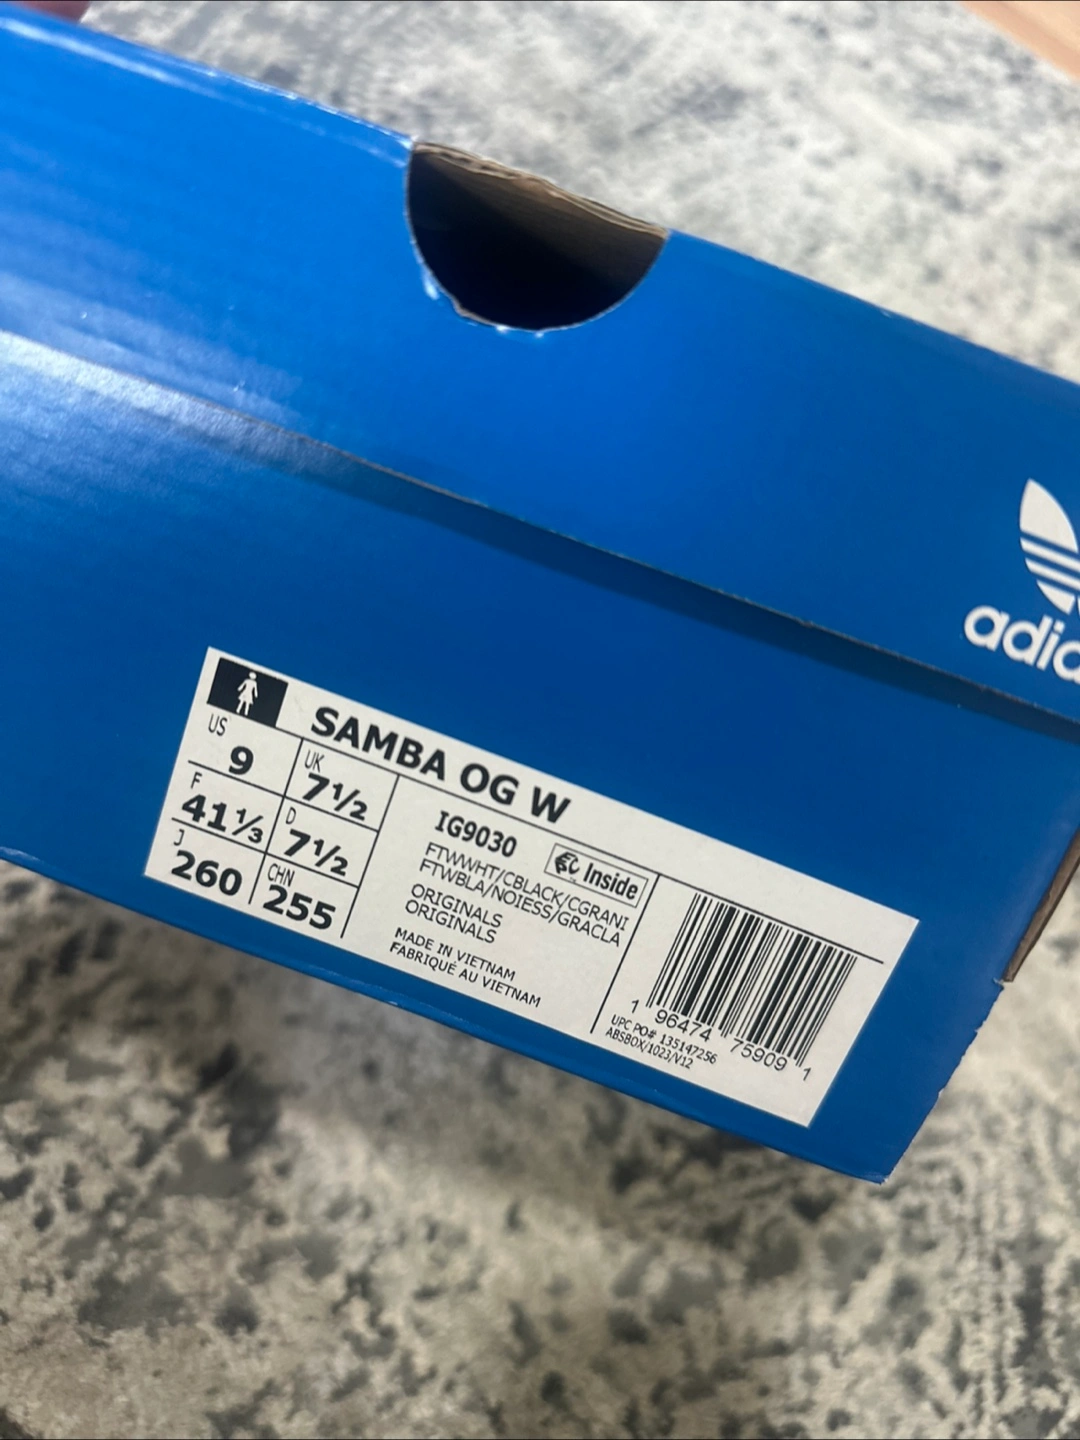 adid
SAMBA OG W
US 9
UK 7½
F 41⅓
D 7½
J 260
CHN 255
IG9030
Inside
FTWWHT/CBLACK/CGRANI
FTWBLA/NOIESS/GRACLA
ORIGINALS
ORIGINALS
MADE IN VIETNAM
FABRIQUÉ AU VIETNAM
1 96474 75909 1
UPC PO# 135147256
ABSBOX/1023/V12